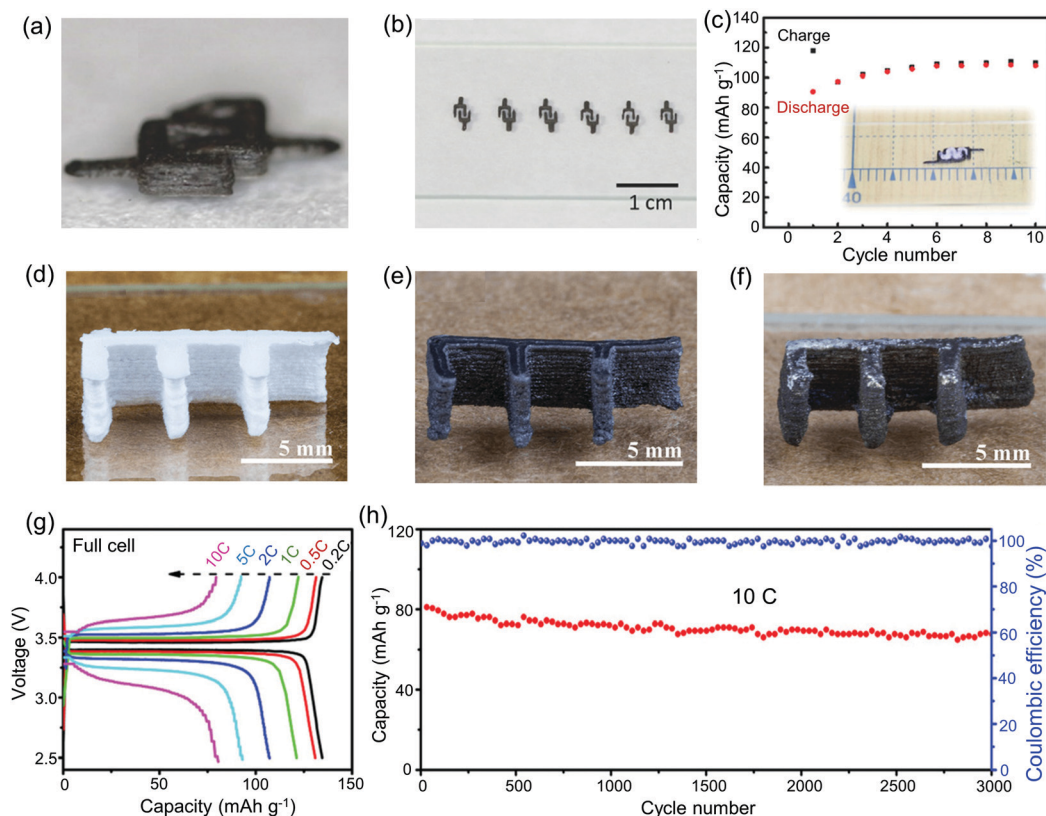 (a)
(b)
1 cm
(c)
Capacity (mAh g⁻¹)
140
120
100
80
60
40
20
0
Charge
Discharge
40
0 2 4 6 8 10
Cycle number
(d)
5 mm
(e)
5 mm
(f)
5 mm
(g)
Full cell
10C 5C 2C 1C 0.5C 0.2C
Voltage (V)
4.0
3.5
3.0
2.5
0 50 100 150
Capacity (mAh g⁻¹)
(h)
Capacity (mAh g⁻¹)
120
80
40
0
10 C
100
80
60
40
20
0
Coulombic efficiency (%)
0 500 1000 1500 2000 2500 3000
Cycle number